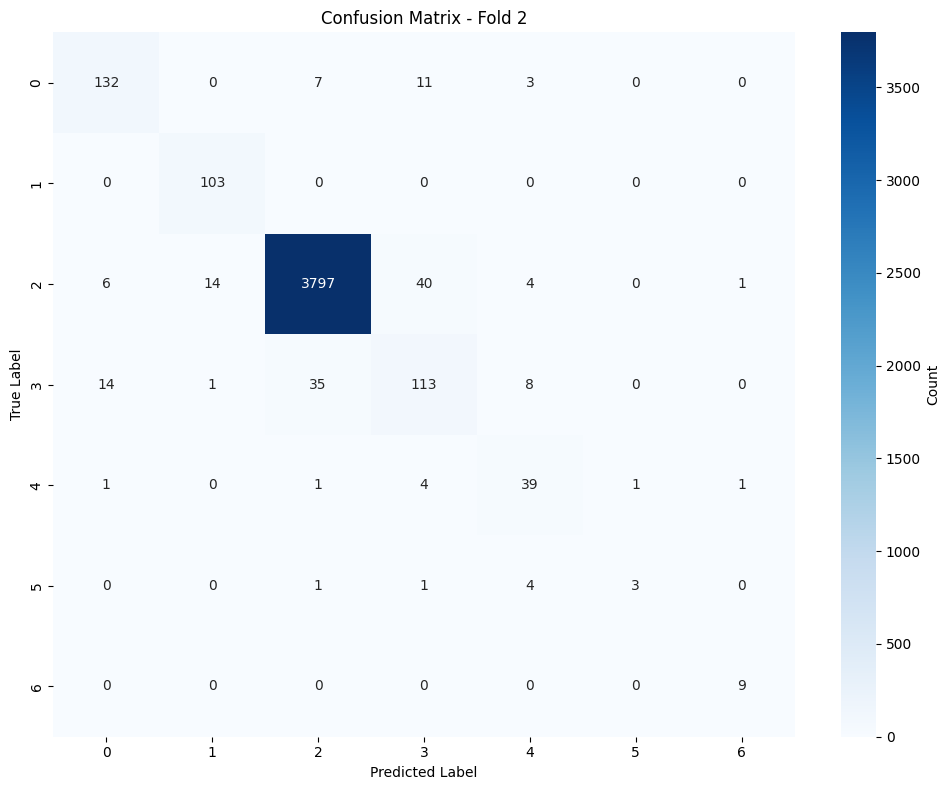 Confusion Matrix - Fold 2
0 132 0 7 11 3 0 0
1 0 103 0 0 0 0 0
2 6 14 3797 40 4 0 1
3 14 1 35 113 8 0 0
4 1 0 1 4 39 1 1
5 0 0 1 1 4 3 0
6 0 0 0 0 0 0 9
0 1 2 3 4 5 6
Predicted Label
True Label
3500
3000
2500
2000
1500
1000
500
0
Count